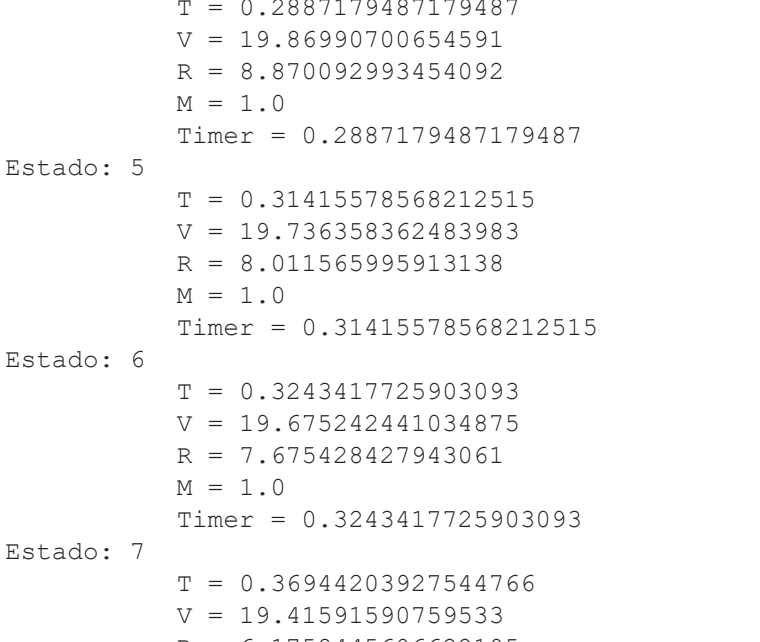 T = 0.2887179487179487
V = 19.86990700654591
R = 8.870092993454092
M = 1.0
Timer = 0.2887179487179487
Estado: 5
T = 0.31415578568212515
V = 19.736358362483983
R = 8.011565995913138
M = 1.0
Timer = 0.31415578568212515
Estado: 6
T = 0.3243417725903093
V = 19.675242441034875
R = 7.675428427943061
M = 1.0
Timer = 0.3243417725903093
Estado: 7
T = 0.36944203927544766
V = 19.41591590759533